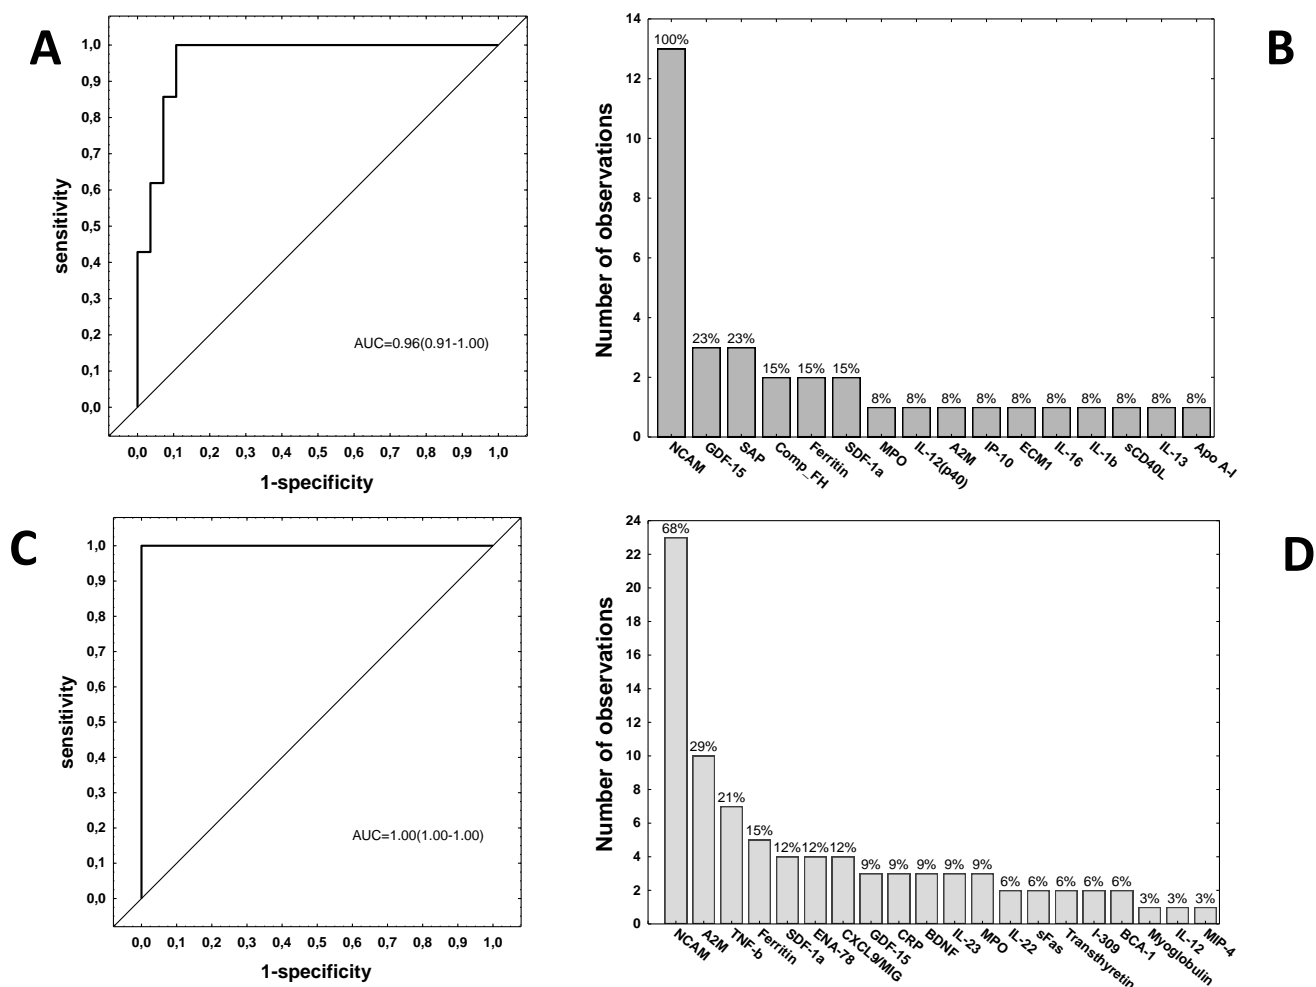 A
sensitivity
1,0
0,9
0,8
0,7
0,6
0,5
0,4
0,3
0,2
0,1
0,0
AUC=0.96(0.91-1.00)
0,0 0,1 0,2 0,3 0,4 0,5 0,6 0,7 0,8 0,9 1,0
1-specificity
B
Number of observations
14
12
10
8
6
4
2
0
100% 23% 23% 15% 15% 15% 8% 8% 8% 8% 8% 8% 8% 8% 8% 8%
NCAM GDF-15 SAP Comp_FH Ferritin SDF-1a MPO IL-12(p40) A2M IP-10 ECM1 IL-16 IL-1b sCD40L IL-13 Apo A-I
C
sensitivity
1,0
0,9
0,8
0,7
0,6
0,5
0,4
0,3
0,2
0,1
0,0
AUC=1.00(1.00-1.00)
0,0 0,1 0,2 0,3 0,4 0,5 0,6 0,7 0,8 0,9 1,0
1-specificity
D
Number of observations
24
22
20
18
16
14
12
10
8
6
4
2
0
68% 29% 21% 15% 12% 12% 12% 9% 9% 9% 9% 9% 6% 6% 6% 6% 6% 3% 3% 3%
NCAM A2M TNF-b Ferritin SDF-1a ENA-78 CXCL9/MIG GDF-15 CRP BDNF IL-23 MPO IL-22 sFas Transthyretin I-309 BCA-1 Myoglobulin IL-12 MIP-4